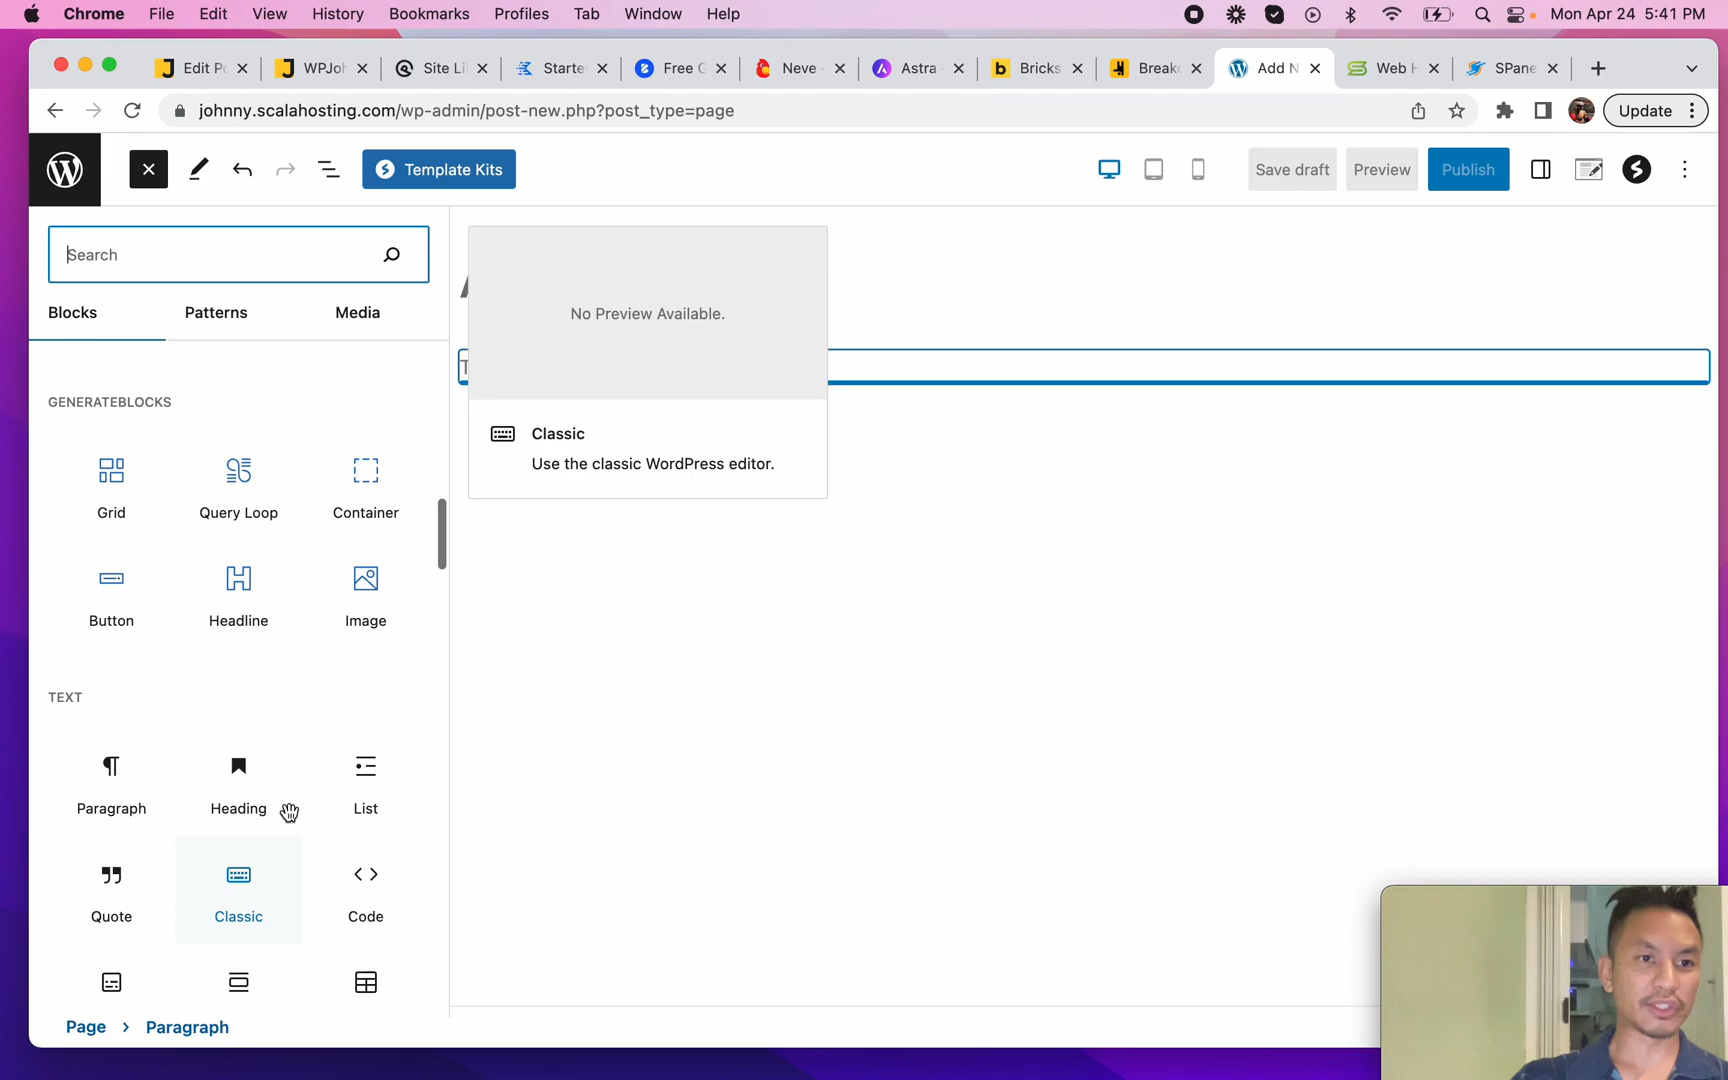 Chrome File Edit View History Bookmarks Profiles Tab Window Help Mon Apr 24 5:41 PM
Edit P WPJoh Site Li Starte Free G Neve - Astra - Bricks Break Add N Web H SPane
johnny.scalahosting.com/wp-admin/post-new.php?post_type=page Update
Template Kits Save draft Preview Publish
Search
Blocks Patterns Media
No Preview Available.
GENERATEBLOCKS
Classic
Use the classic WordPress editor.
Grid Query Loop Container
Button Headline Image
TEXT
Paragraph Heading List
Quote Classic Code
Page › Paragraph